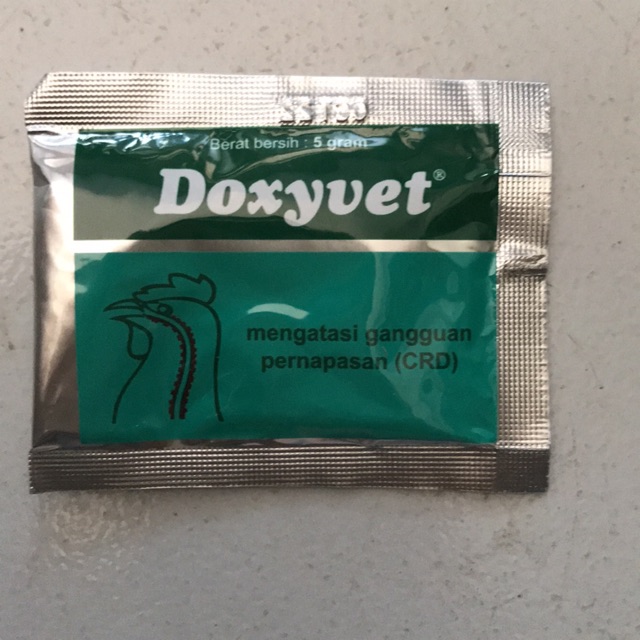 Berat bersih : 5 gram
Doxyvet®
mengatasi gangguan
pernapasan (CRD)